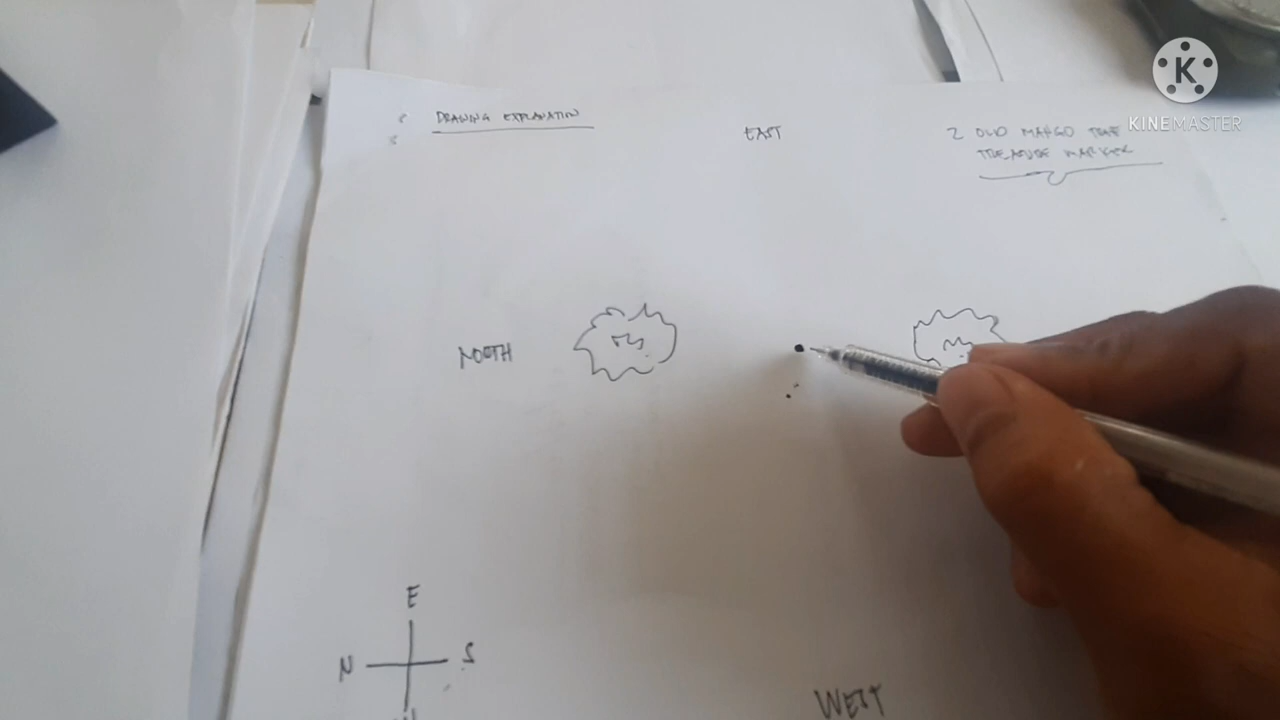 DRAWING EXPLANATION
EAST
2 OLD MANGO TREE
TREASURE MARKER
K
KINEMASTER
NORTH
M
E
N S
W
WEST